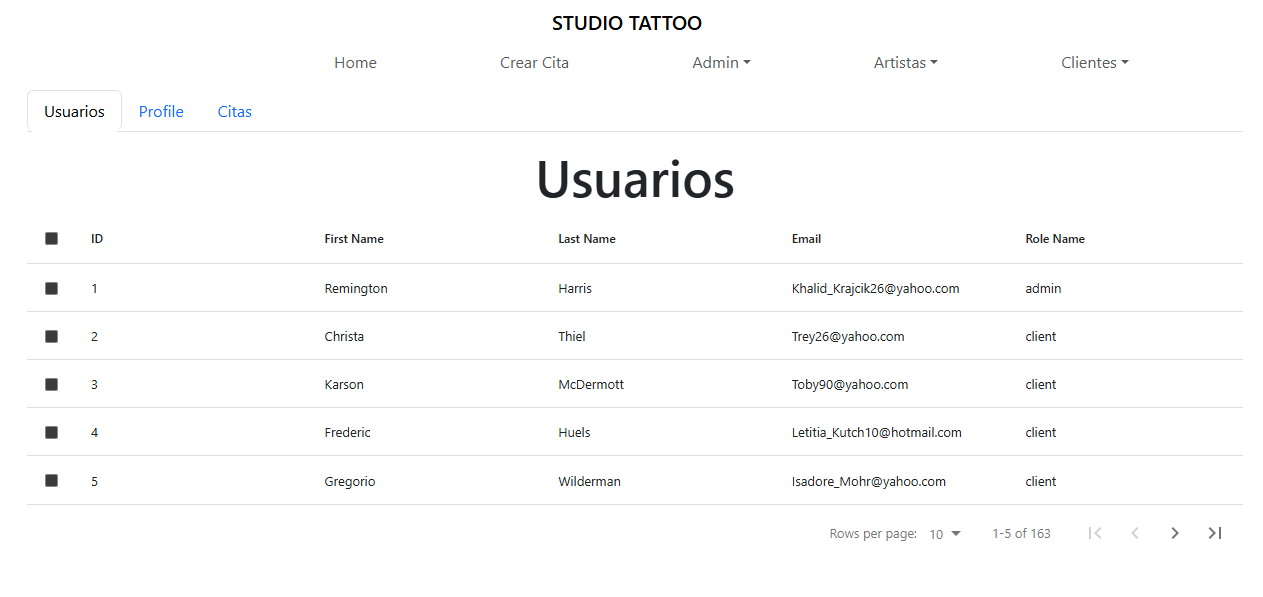 STUDIO TATTOO
Home Crear Cita Admin Artistas Clientes
Usuarios Profile Citas
Usuarios
ID First Name Last Name Email Role Name
1 Remington Harris Khalid_Krajcik26@yahoo.com admin
2 Christa Thiel Trey26@yahoo.com client
3 Karson McDermott Toby90@yahoo.com client
4 Frederic Huels Letitia_Kutch10@hotmail.com client
5 Gregorio Wilderman Isadore_Mohr@yahoo.com client
Rows per page: 10 1-5 of 163